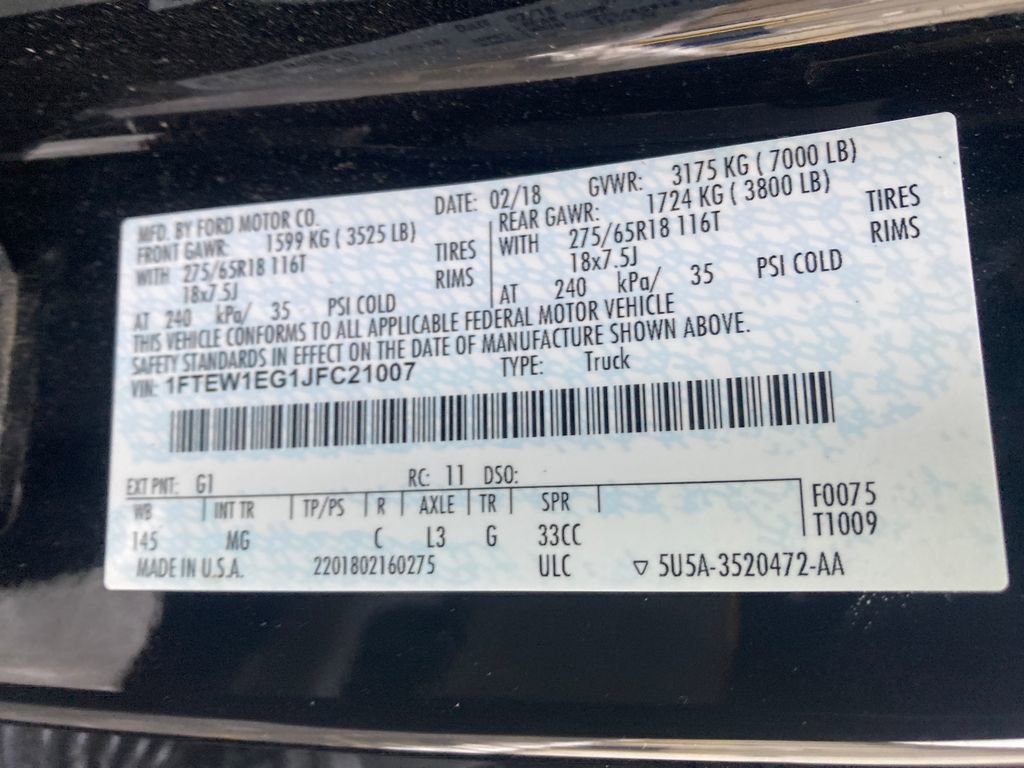 MFD. BY FORD MOTOR CO. DATE: 02/18 GVWR: 3175 KG ( 7000 LB)
FRONT GAWR: 1599 KG ( 3525 LB) REAR GAWR: 1724 KG ( 3800 LB)
WITH 275/65R18 116T TIRES WITH 275/65R18 116T TIRES
18x7.5J RIMS 18x7.5J RIMS
AT 240 kPa/ 35 PSI COLD AT 240 kPa/ 35 PSI COLD
THIS VEHICLE CONFORMS TO ALL APPLICABLE FEDERAL MOTOR VEHICLE
SAFETY STANDARDS IN EFFECT ON THE DATE OF MANUFACTURE SHOWN ABOVE.
VIN: 1FTEW1EG1JFC21007 TYPE: Truck
EXT PNT: G1 RC: 11 DSO:
WB INT TR TP/PS R AXLE TR SPR F0075
145 MG C L3 G 33CC T1009
MADE IN U.S.A. 2201802160275 ULC ▽ 5U5A-3520472-AA